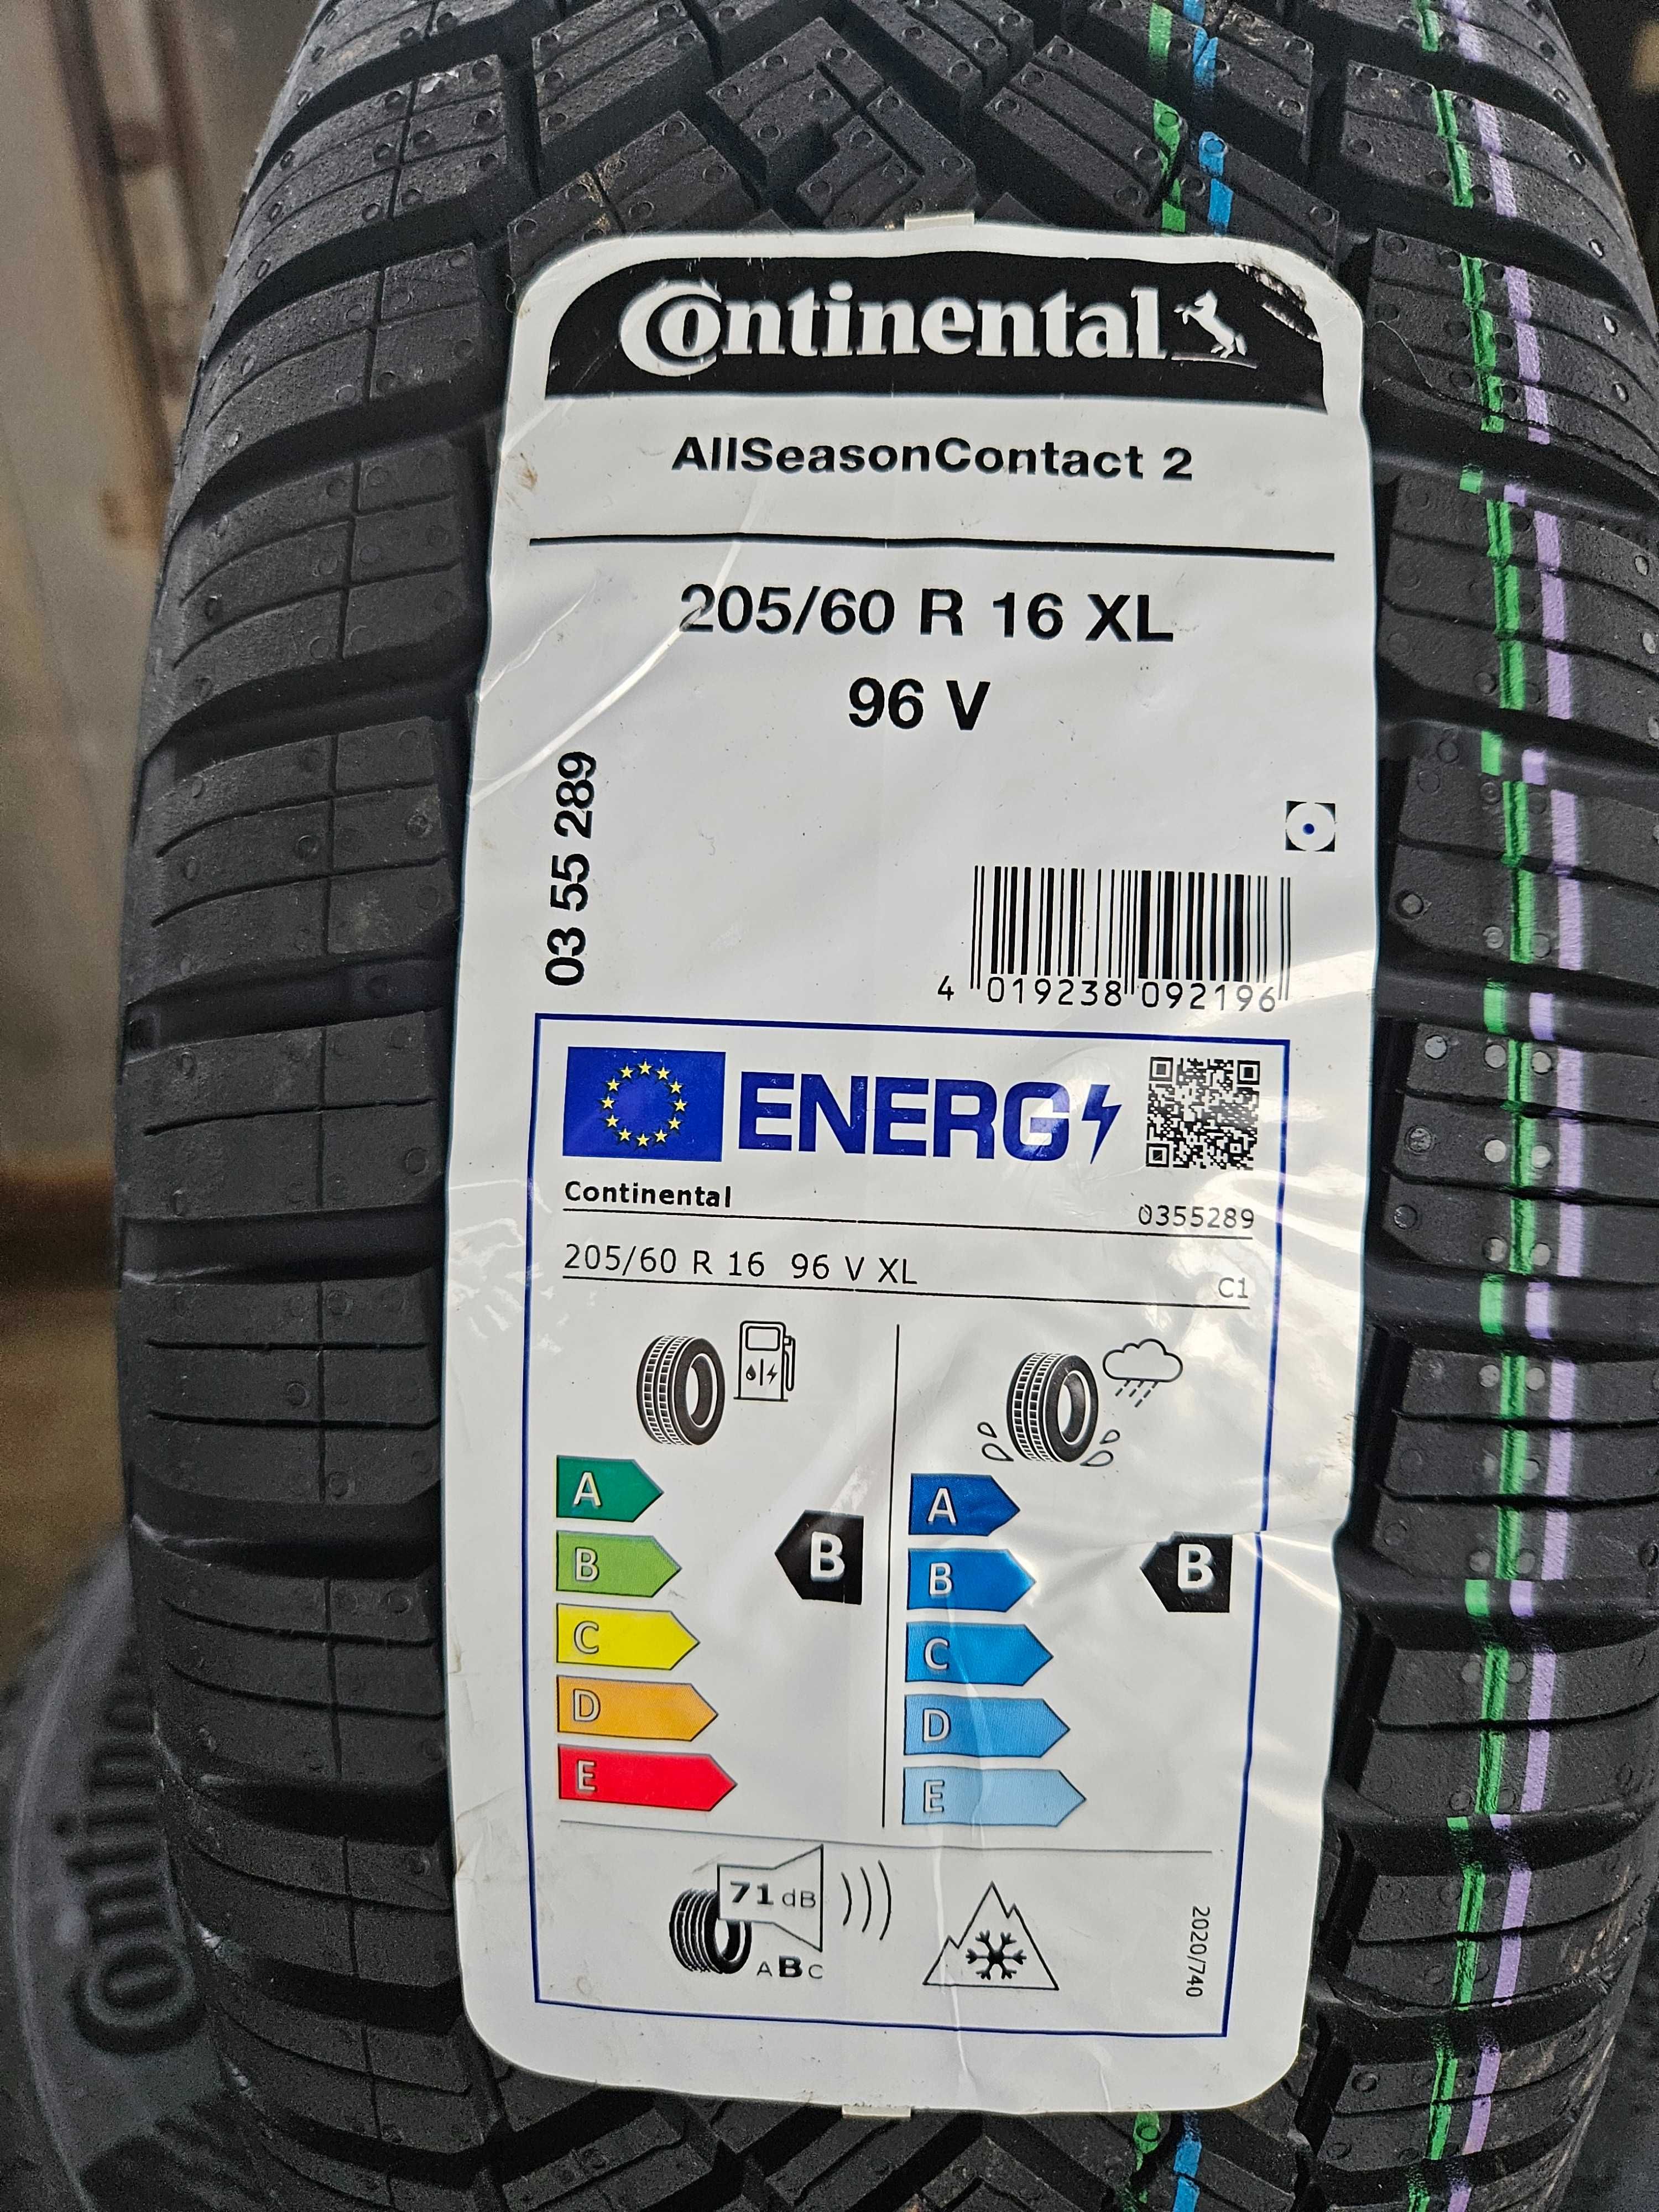 Continental
AllSeasonContact 2
205/60 R 16 XL
96 V
03 55 289
4 019238 092196
ENERG
Continental
0355289
205/60 R 16 96 V XL
C1
A
B
C
D
E
B
A
B
C
D
E
B
71 dB
ABC
2020/740